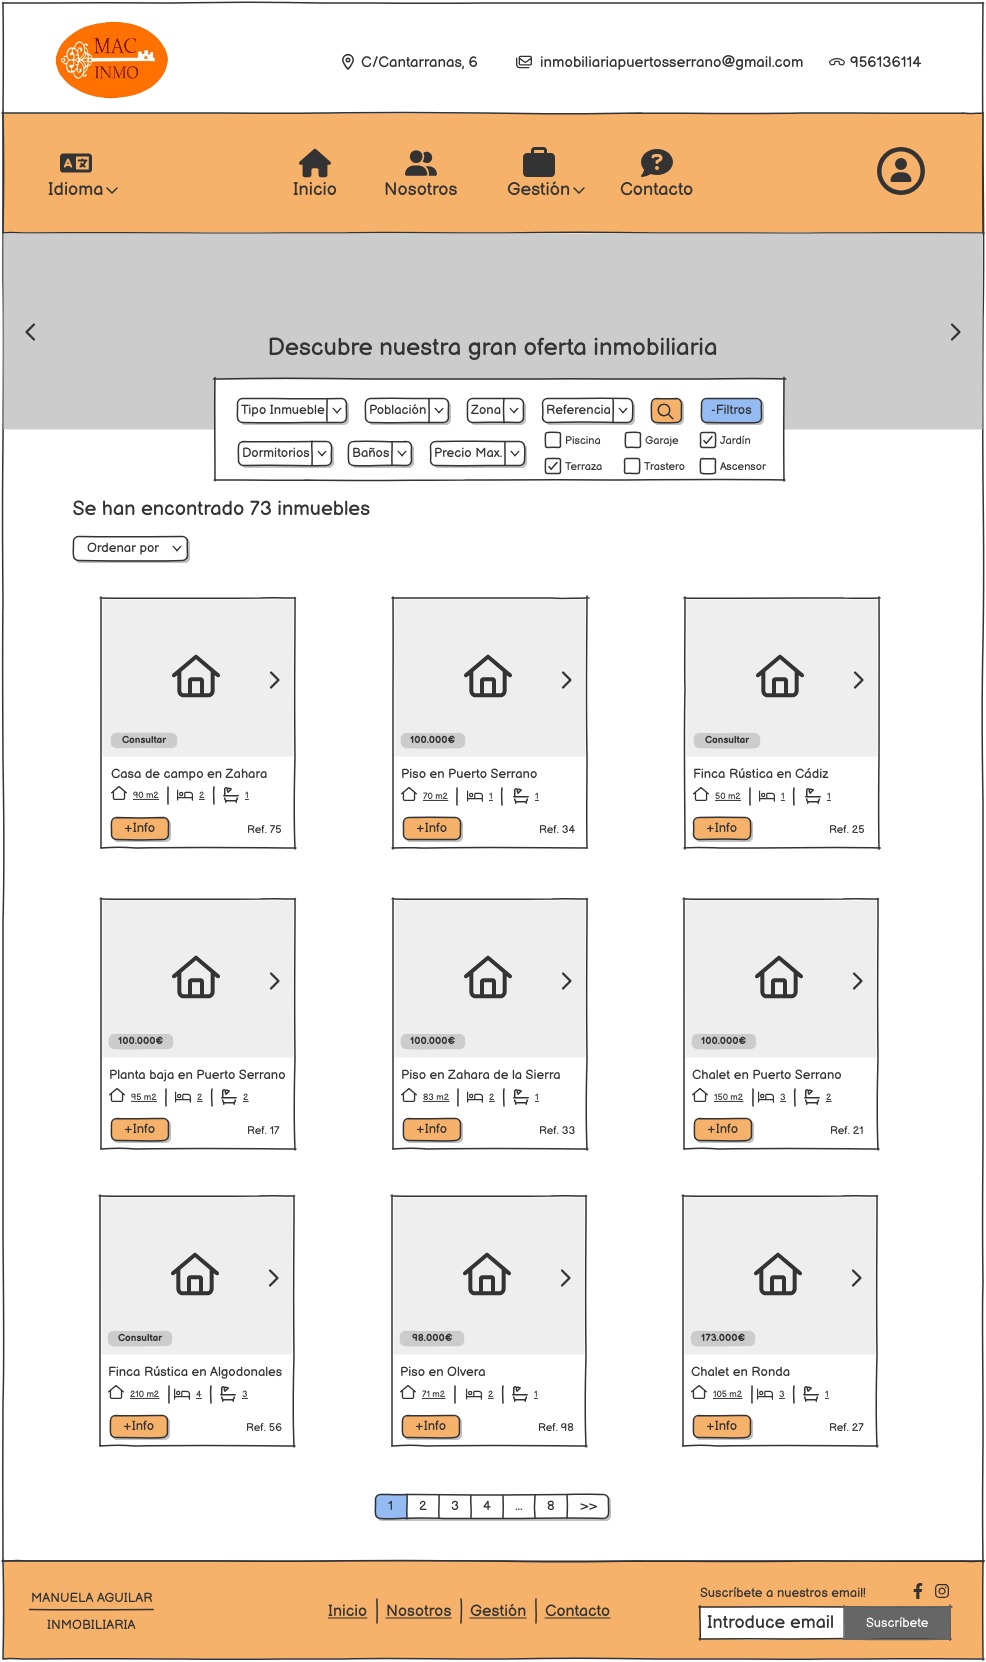 MAC
INMO
C/Cantarranas, 6 inmobiliariapuertosserrano@gmail.com 956136114
Idioma Inicio Nosotros Gestión Contacto
Descubre nuestra gran oferta inmobiliaria
Tipo Inmueble Población Zona Referencia -Filtros
Piscina Garaje Jardín
Dormitorios Baños Precio Max.
Terraza Trastero Ascensor
Se han encontrado 73 inmuebles
Ordenar por
Consultar 100.000€ Consultar
Casa de campo en Zahara Piso en Puerto Serrano Finca Rústica en Cádiz
90 m2 2 1 70 m2 1 1 50 m2 1 1
+Info Ref. 75 +Info Ref. 34 +Info Ref. 25
100.000€ 100.000€ 100.000€
Planta baja en Puerto Serrano Piso en Zahara de la Sierra Chalet en Puerto Serrano
95 m2 2 2 83 m2 2 1 150 m2 3 2
+Info Ref. 17 +Info Ref. 33 +Info Ref. 21
Consultar 98.000€ 173.000€
Finca Rústica en Algodonales Piso en Olvera Chalet en Ronda
210 m2 4 3 71 m2 2 1 105 m2 3 1
+Info Ref. 56 +Info Ref. 98 +Info Ref. 27
1 2 3 4 ... 8 >>
MANUELA AGUILAR
INMOBILIARIA
Inicio Nosotros Gestión Contacto
Suscríbete a nuestros email!
Introduce email Suscríbete